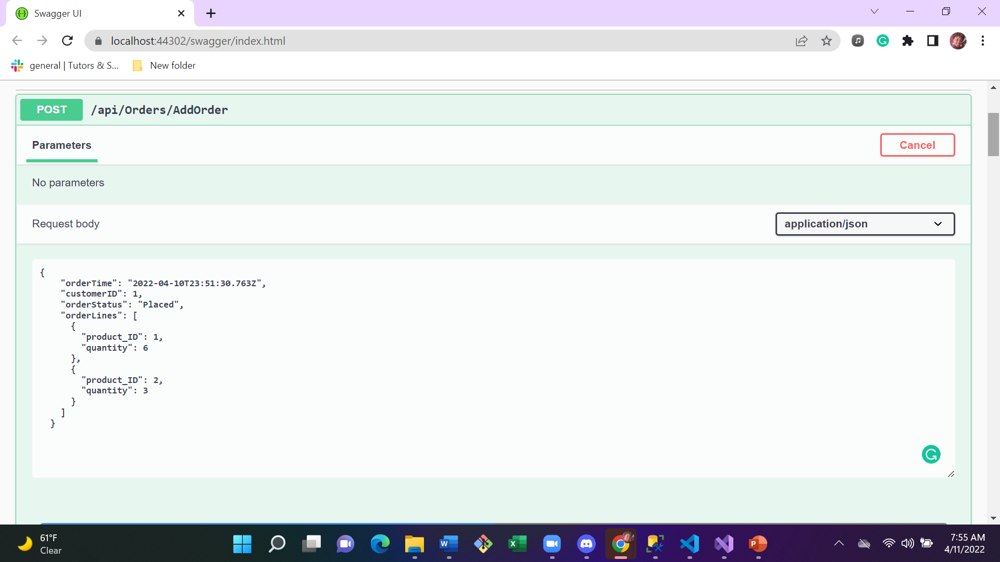 Swagger UI
localhost:44302/swagger/index.html
general | Tutors & S...
New folder
POST /api/Orders/AddOrder
Parameters
Cancel
No parameters
Request body
application/json
{
    "orderTime": "2022-04-10T23:51:30.763Z",
    "customerID": 1,
    "orderStatus": "Placed",
    "orderLines": [
      {
        "product_ID": 1,
        "quantity": 6
      },
      {
        "product_ID": 2,
        "quantity": 3
      }
    ]
  }
61°F
Clear
7:55 AM
4/11/2022